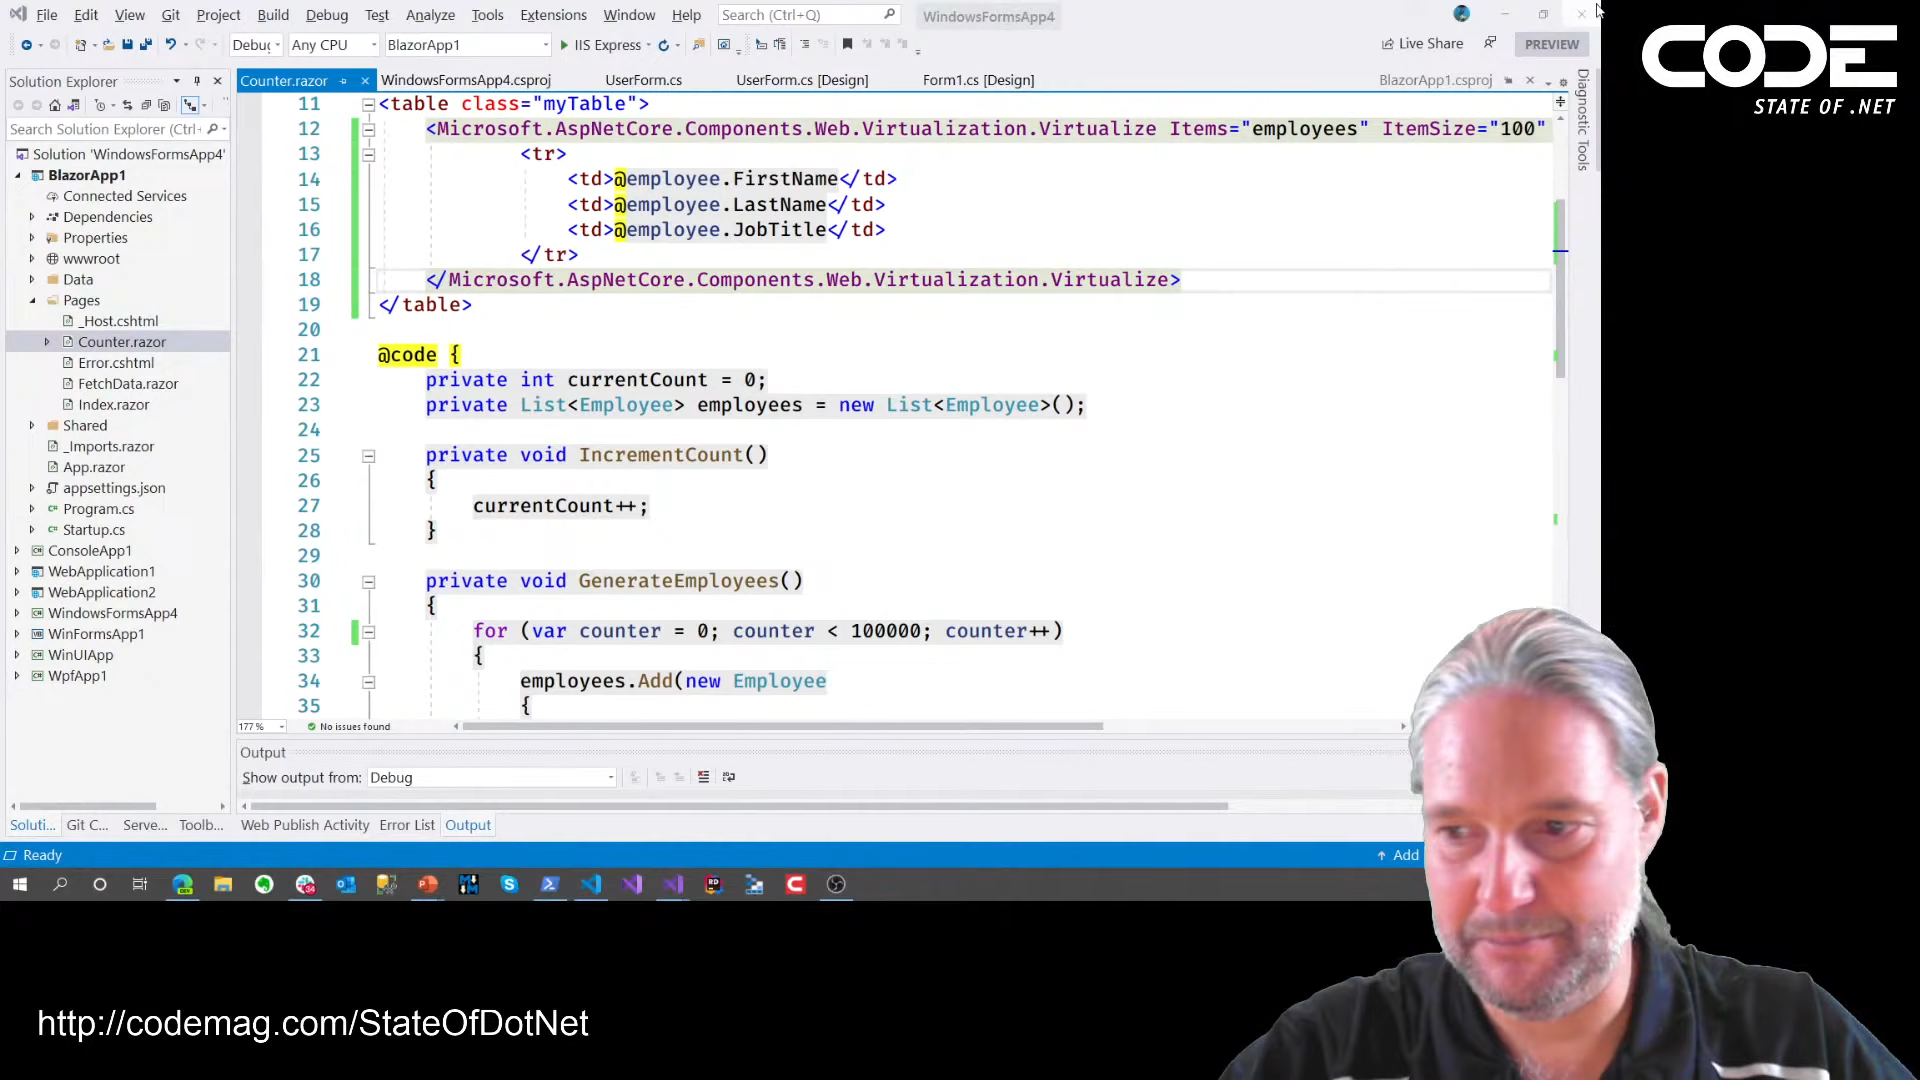 File Edit View Git Project Build Debug Test Analyze Tools Extensions Window Help Search (Ctrl+Q) WindowsFormsApp4
Debug Any CPU BlazorApp1 IIS Express Live Share PREVIEW
CODE
STATE OF .NET
Solution Explorer
Search Solution Explorer (Ctrl+
Solution 'WindowsFormsApp4'
BlazorApp1
Connected Services
Dependencies
Properties
wwwroot
Data
Pages
_Host.cshtml
Counter.razor
Error.cshtml
FetchData.razor
Index.razor
Shared
_Imports.razor
App.razor
appsettings.json
Program.cs
Startup.cs
ConsoleApp1
WebApplication1
WebApplication2
WindowsFormsApp4
WinFormsApp1
WinUIApp
WpfApp1
Soluti... Git C... Serve... Toolb...
Counter.razor WindowsFormsApp4.csproj UserForm.cs UserForm.cs [Design] Form1.cs [Design] BlazorApp1.csproj
Diagnostic Tools
11 <table class="myTable">
12 <Microsoft.AspNetCore.Components.Web.Virtualization.Virtualize Items="employees" ItemSize="100"
13 <tr>
14 <td>@employee.FirstName</td>
15 <td>@employee.LastName</td>
16 <td>@employee.JobTitle</td>
17 </tr>
18 </Microsoft.AspNetCore.Components.Web.Virtualization.Virtualize>
19 </table>
20
21 @code {
22 private int currentCount = 0;
23 private List<Employee> employees = new List<Employee>();
24
25 private void IncrementCount()
26 {
27 currentCount++;
28 }
29
30 private void GenerateEmployees()
31 {
32 for (var counter = 0; counter < 100000; counter++)
33 {
34 employees.Add(new Employee
35 {
177 % No issues found
Output
Show output from: Debug
Web Publish Activity Error List Output
Ready Add
http://codemag.com/StateOfDotNet